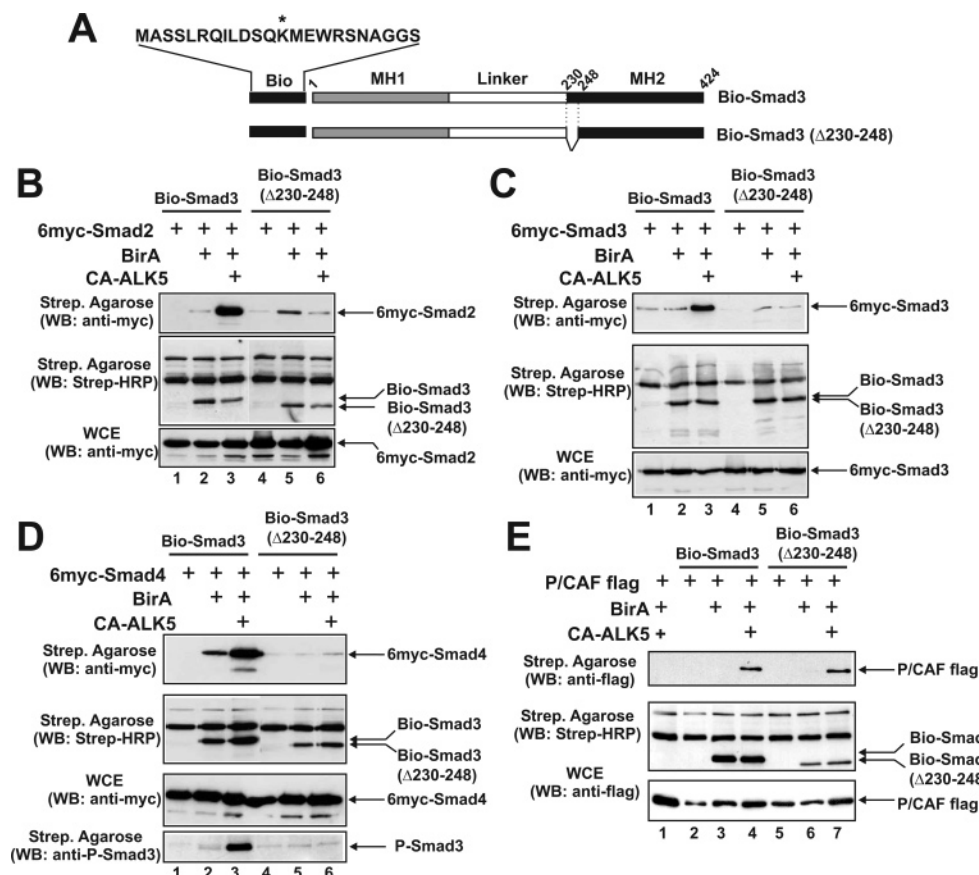 A
*
MASSLRQILDSQKMEWRSNAGGS
Bio 1 MH1 Linker 230 248 MH2 424
Bio-Smad3
Bio-Smad3 (Δ230-248)
B
Bio-Smad3 Bio-Smad3 (Δ230-248)
6myc-Smad2 + + + + + +
BirA + + + +
CA-ALK5 + +
Strep. Agarose
(WB: anti-myc)
6myc-Smad2
Strep. Agarose
(WB: Strep-HRP)
Bio-Smad3
Bio-Smad3
(Δ230-248)
WCE
(WB: anti-myc)
6myc-Smad2
1 2 3 4 5 6
C
Bio-Smad3 Bio-Smad3 (Δ230-248)
6myc-Smad3 + + + + + +
BirA + + + +
CA-ALK5 + +
Strep. Agarose
(WB: anti-myc)
6myc-Smad3
Strep. Agarose
(WB: Strep-HRP)
Bio-Smad3
Bio-Smad3
(Δ230-248)
WCE
(WB: anti-myc)
6myc-Smad3
1 2 3 4 5 6
D
Bio-Smad3 Bio-Smad3 (Δ230-248)
6myc-Smad4 + + + + + +
BirA + + + +
CA-ALK5 + +
Strep. Agarose
(WB: anti-myc)
6myc-Smad4
Strep. Agarose
(WB: Strep-HRP)
Bio-Smad3
Bio-Smad3
(Δ230-248)
WCE
(WB: anti-myc)
6myc-Smad4
Strep. Agarose
(WB: anti-P-Smad3)
P-Smad3
1 2 3 4 5 6
E
Bio-Smad3 Bio-Smad3 (Δ230-248)
P/CAF flag + + + + + + +
BirA + + + + +
CA-ALK5 + + +
Strep. Agarose
(WB: anti-flag)
P/CAF flag
Strep. Agarose
(WB: Strep-HRP)
Bio-Smad
Bio-Smad
(Δ230-248
WCE
(WB: anti-flag)
P/CAF flag
1 2 3 4 5 6 7